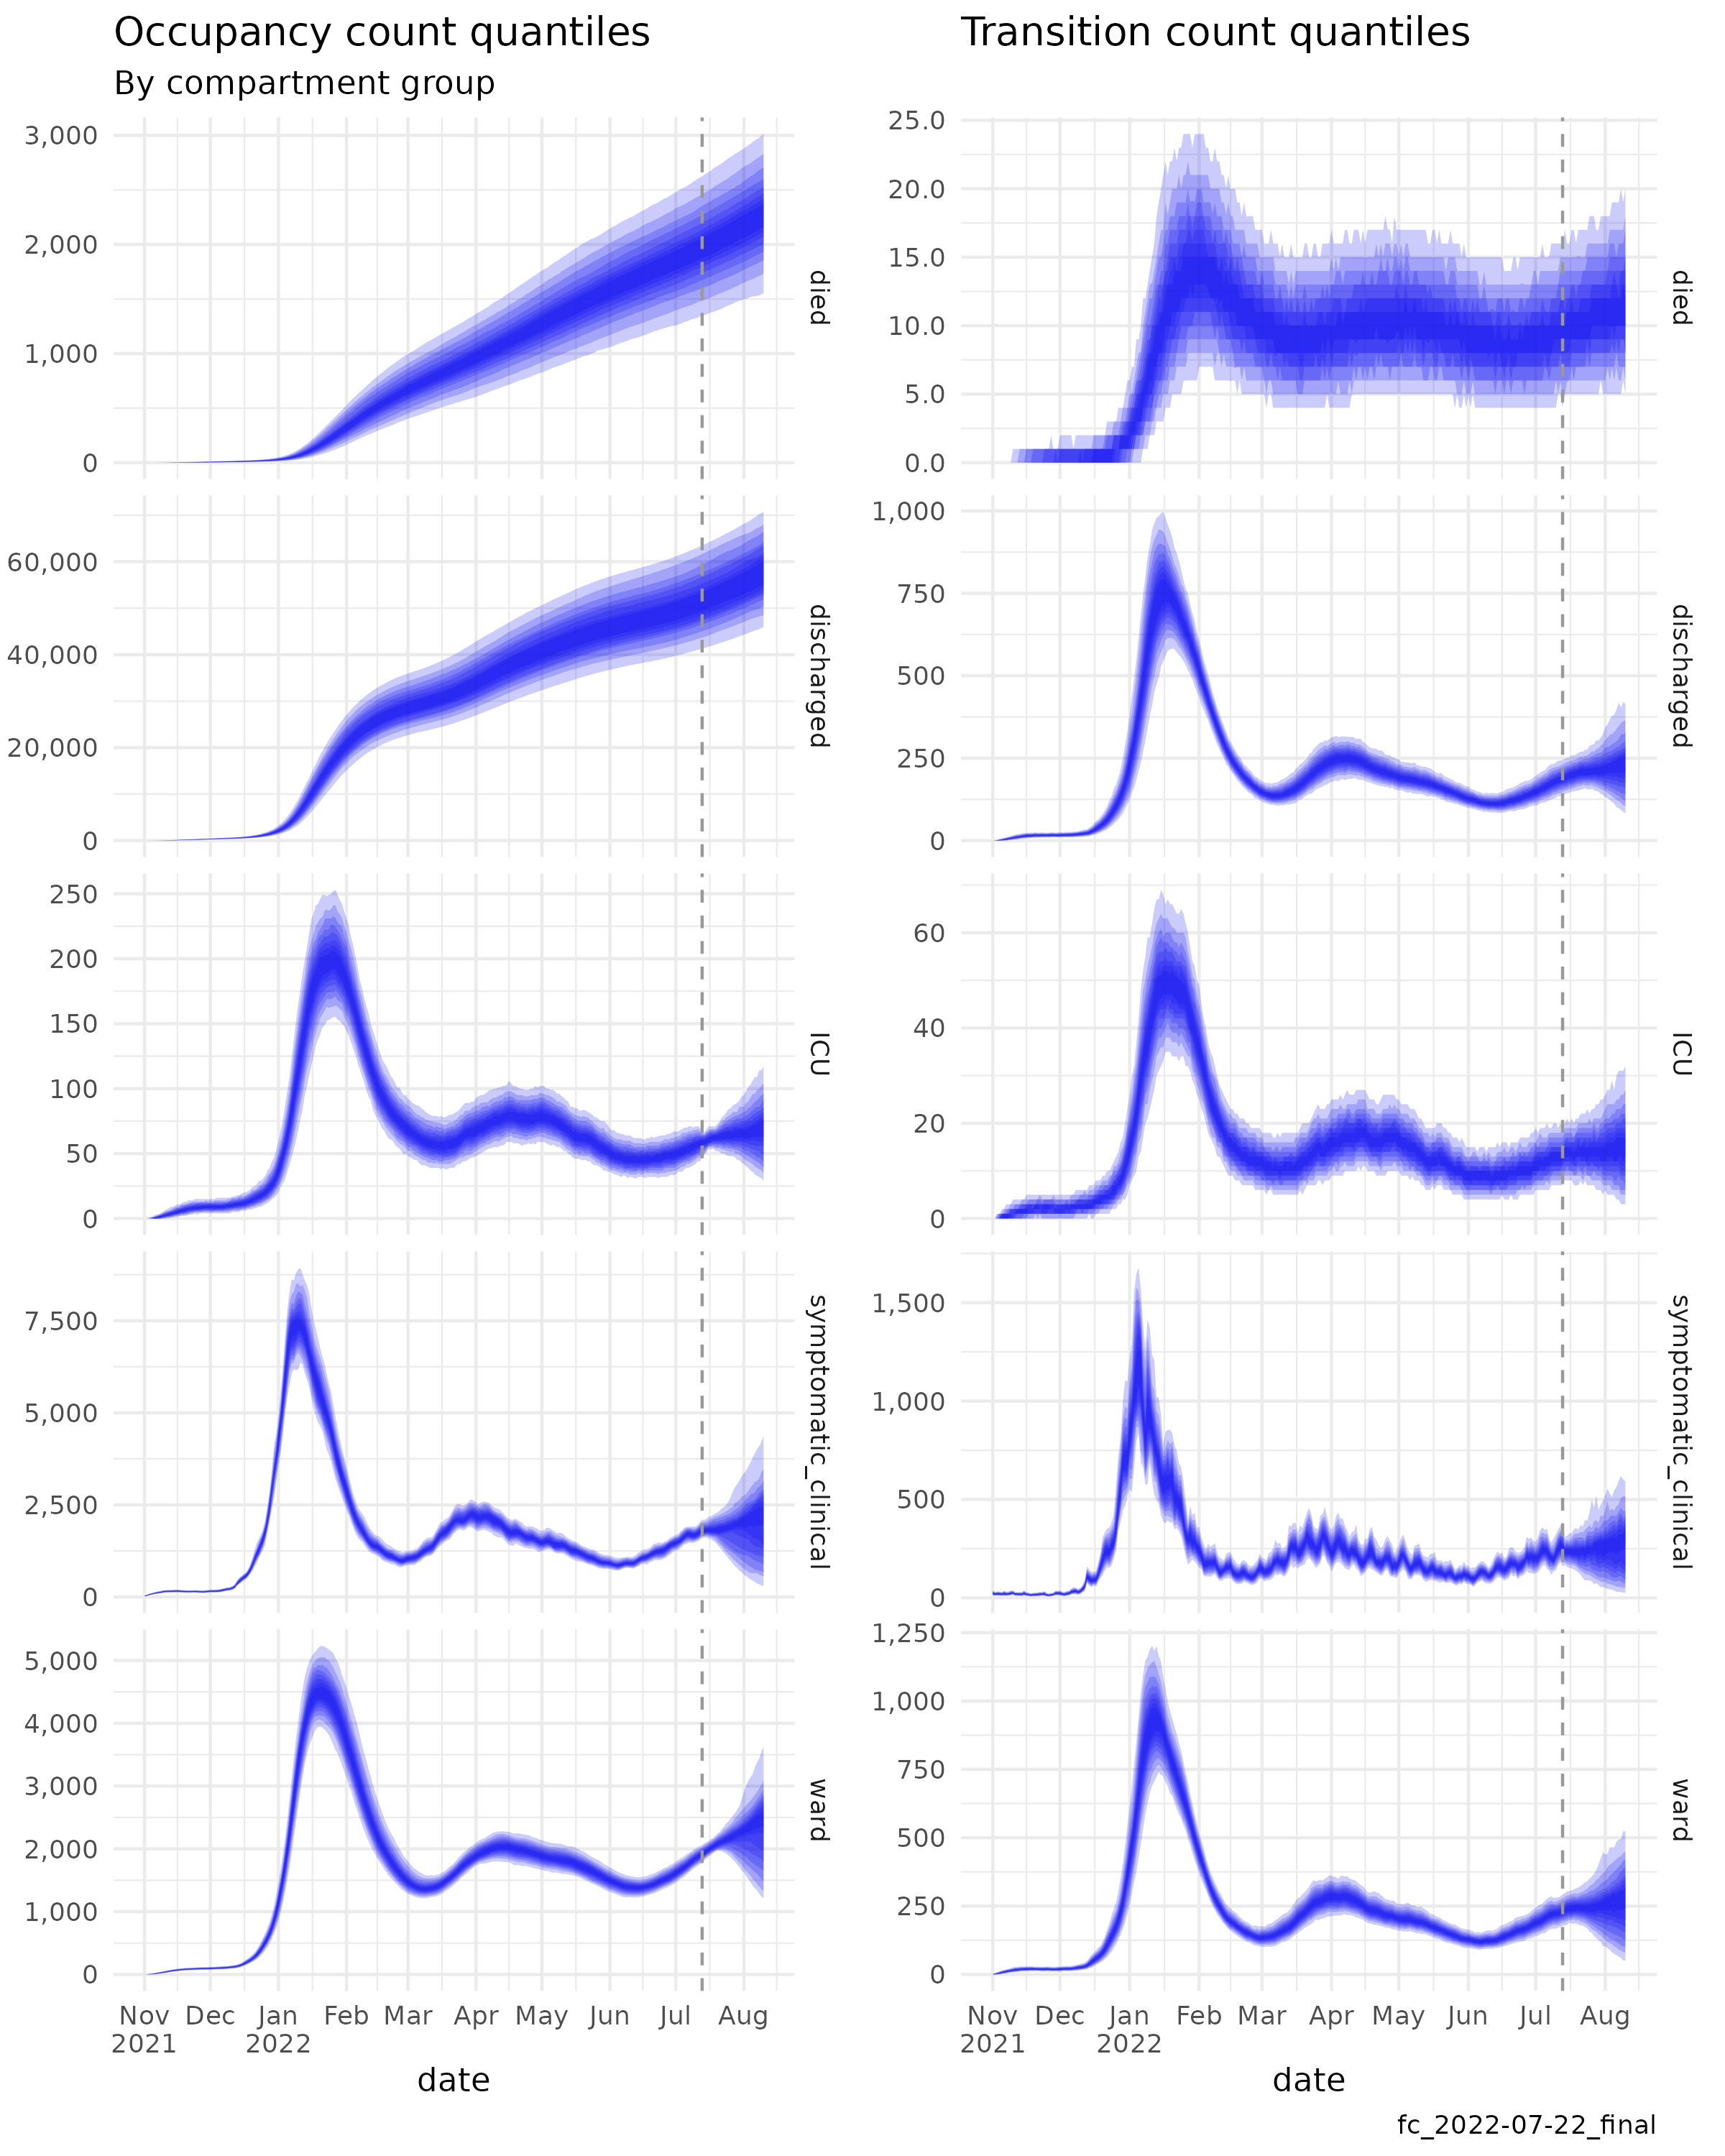 Occupancy count quantiles
By compartment group
3,000
2,000
1,000
0
died
60,000
40,000
20,000
0
discharged
250
200
150
100
50
0
ICU
7,500
5,000
2,500
0
symptomatic_clinical
5,000
4,000
3,000
2,000
1,000
0
ward
Nov Dec Jan Feb Mar Apr May Jun Jul Aug
2021 2022
date
Transition count quantiles
25.0
20.0
15.0
10.0
5.0
0.0
died
1,000
750
500
250
0
discharged
60
40
20
0
ICU
1,500
1,000
500
0
symptomatic_clinical
1,250
1,000
750
500
250
0
ward
Nov Dec Jan Feb Mar Apr May Jun Jul Aug
2021 2022
date
fc_2022-07-22_final